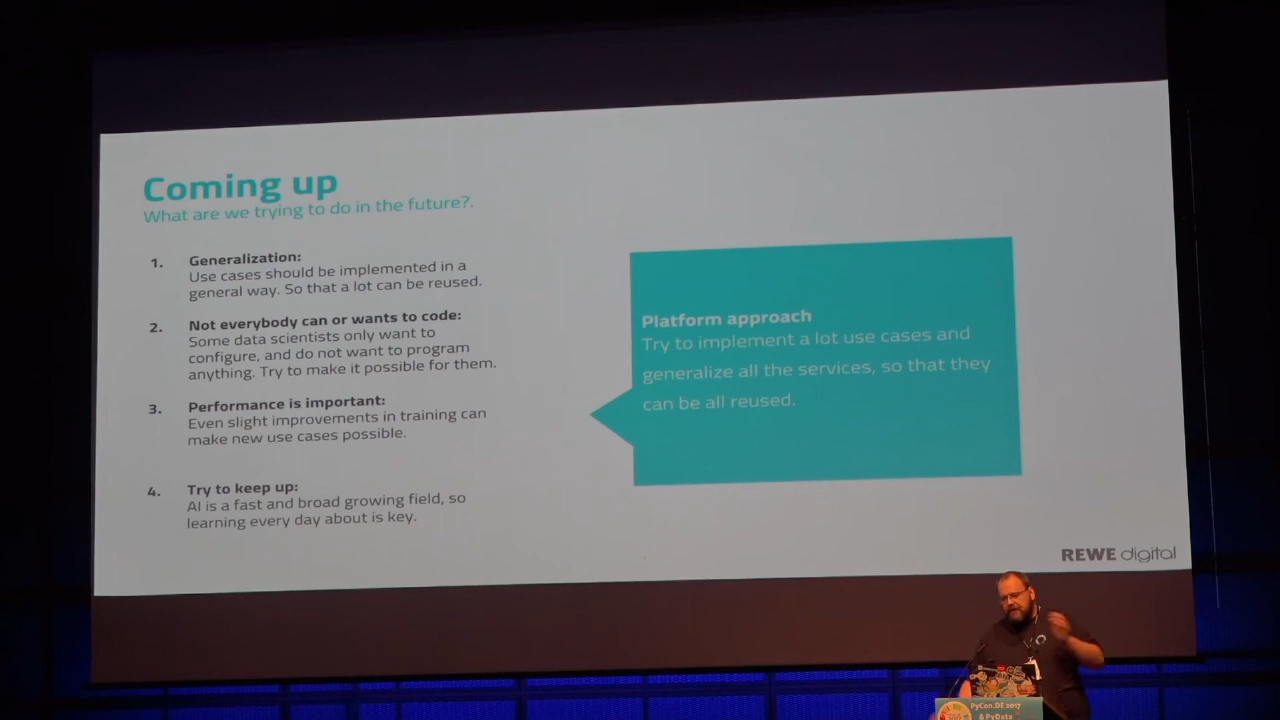 Coming up
What are we trying to do in the future?.
1. Generalization:
Use cases should be implemented in a
general way. So that a lot can be reused.
2. Not everybody can or wants to code:
Some data scientists only want to
configure, and do not want to program
anything. Try to make it possible for them.
3. Performance is important:
Even slight improvements in training can
make new use cases possible.
4. Try to keep up:
AI is a fast and broad growing field, so
learning every day about is key.
Platform approach
Try to implement a lot use cases and
generalize all the services, so that they
can be all reused.
REWE digital
PyCon.DE 2017
& PyData